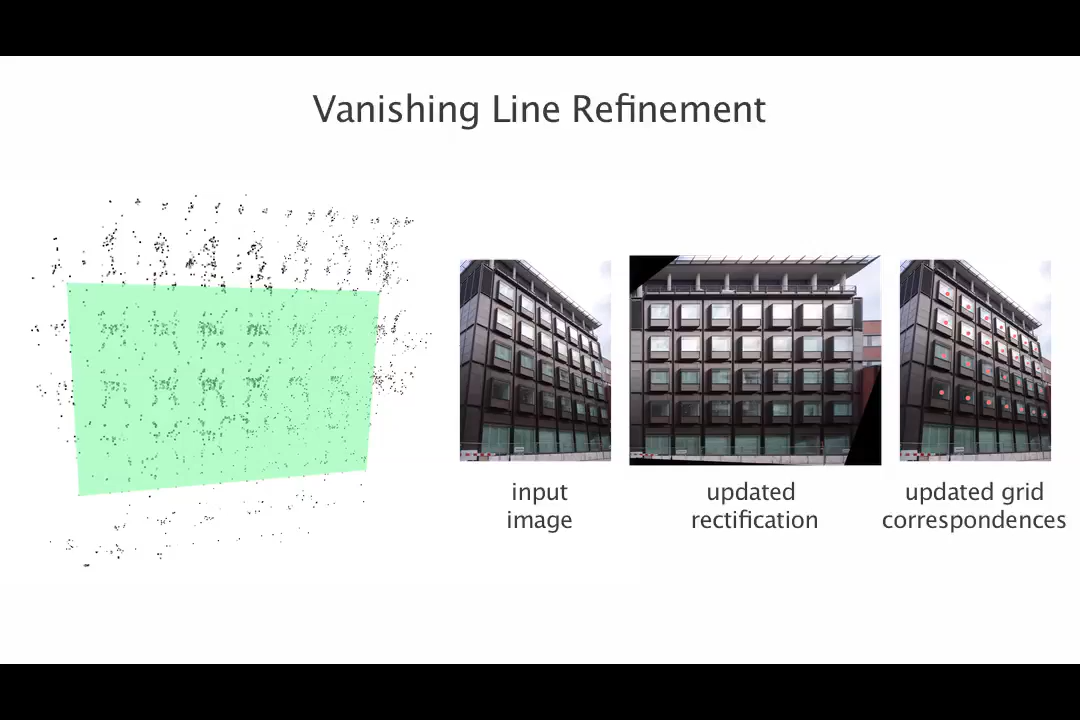 Vanishing Line Refinement
input
image
updated
rectification
updated grid
correspondences